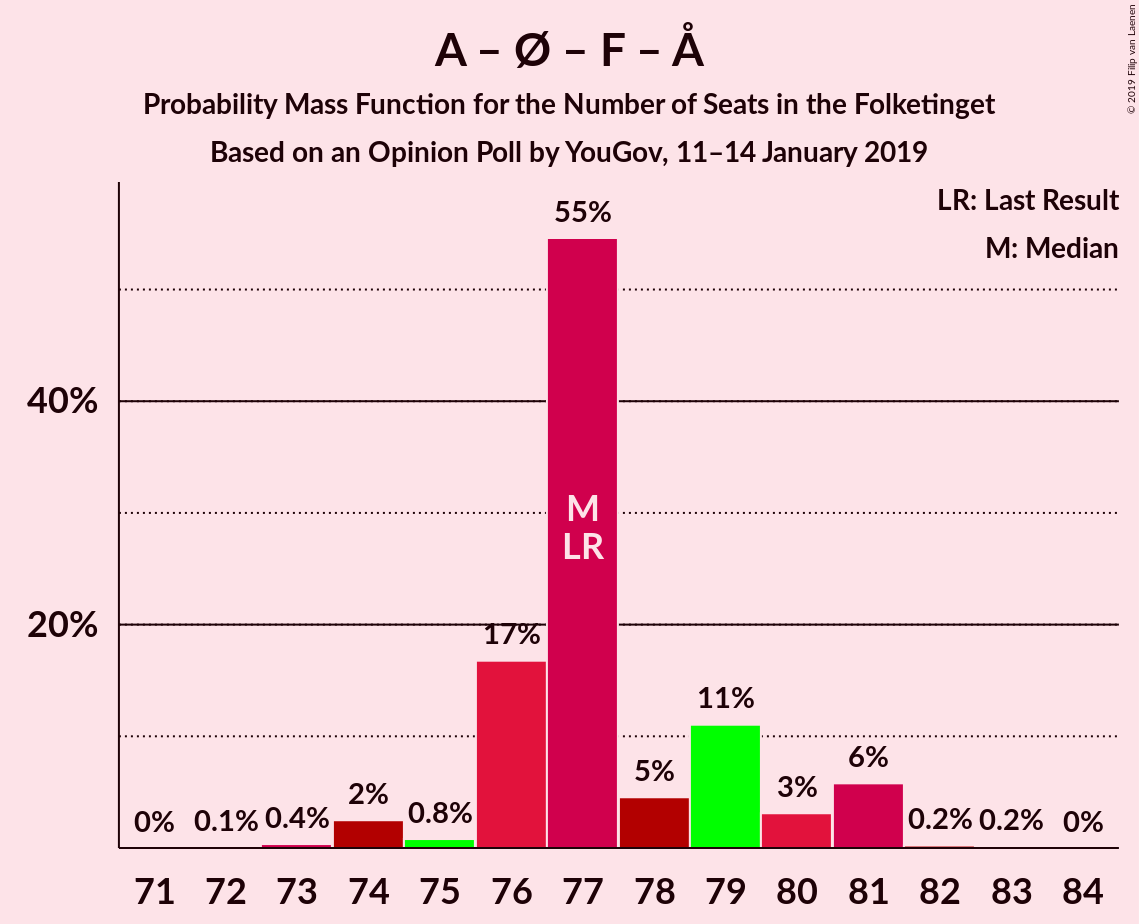 A – Ø – F – Å
Probability Mass Function for the Number of Seats in the Folketinget
Based on an Opinion Poll by YouGov, 11–14 January 2019
© 2019 Filip van Laenen
LR: Last Result
M: Median
40%
20%
0%
0.1%
0.4%
2%
0.8%
17%
55%
5%
11%
3%
6%
0.2%
0.2%
0%
M
LR
71 72 73 74 75 76 77 78 79 80 81 82 83 84